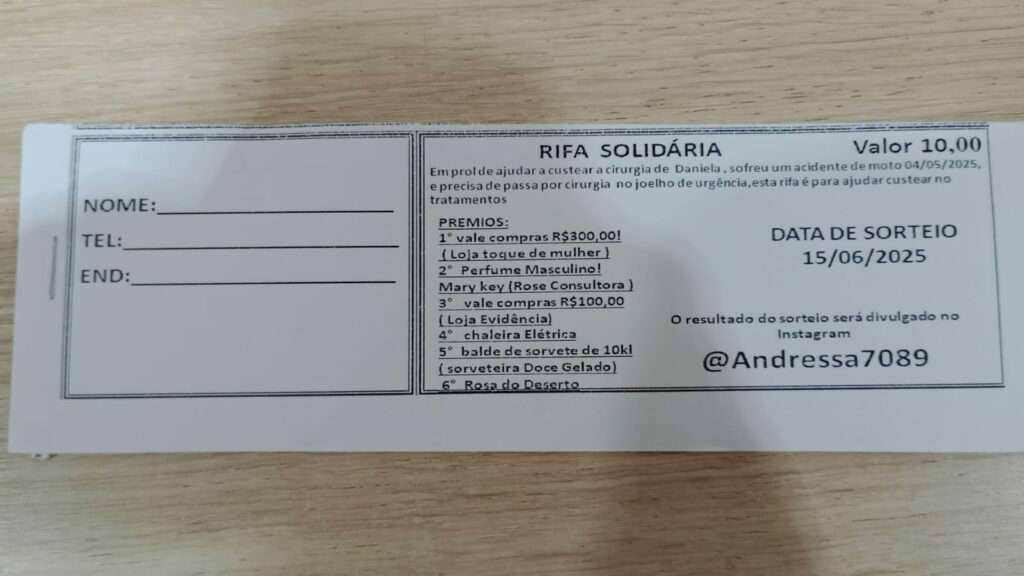 NOME:
TEL:
END:
RIFA SOLIDÁRIA
Valor 10,00
Em prol de ajudar a custear a cirurgia de Daniela , sofreu um acidente de moto 04/05/2025,
e precisa de passa por cirurgia no joelho de urgência,esta rifa é para ajudar custear no
tratamentos
PREMIOS:
1° vale compras R$300,00!
( Loja toque de mulher )
2° Perfume Masculino!
Mary key (Rose Consultora )
3° vale compras R$100,00
( Loja Evidência)
4° chaleira Elétrica
5° balde de sorvete de 10kl
( sorveteira Doce Gelado)
6° Rosa do Deserto
DATA DE SORTEIO
15/06/2025
O resultado do sorteio será divulgado no
Instagram
@Andressa7089